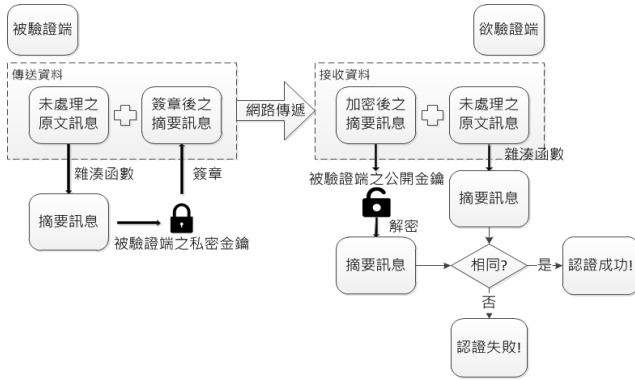 被驗證端
傳送資料
未處理之
原文訊息
簽章後之
摘要訊息
雜湊函數
簽章
摘要訊息
被驗證端之私密金鑰
網路傳遞
欲驗證端
接收資料
加密後之
摘要訊息
未處理之
原文訊息
被驗證端之公開金鑰
雜湊函數
解密
摘要訊息
摘要訊息
相同?
是
認證成功!
否
認證失敗!